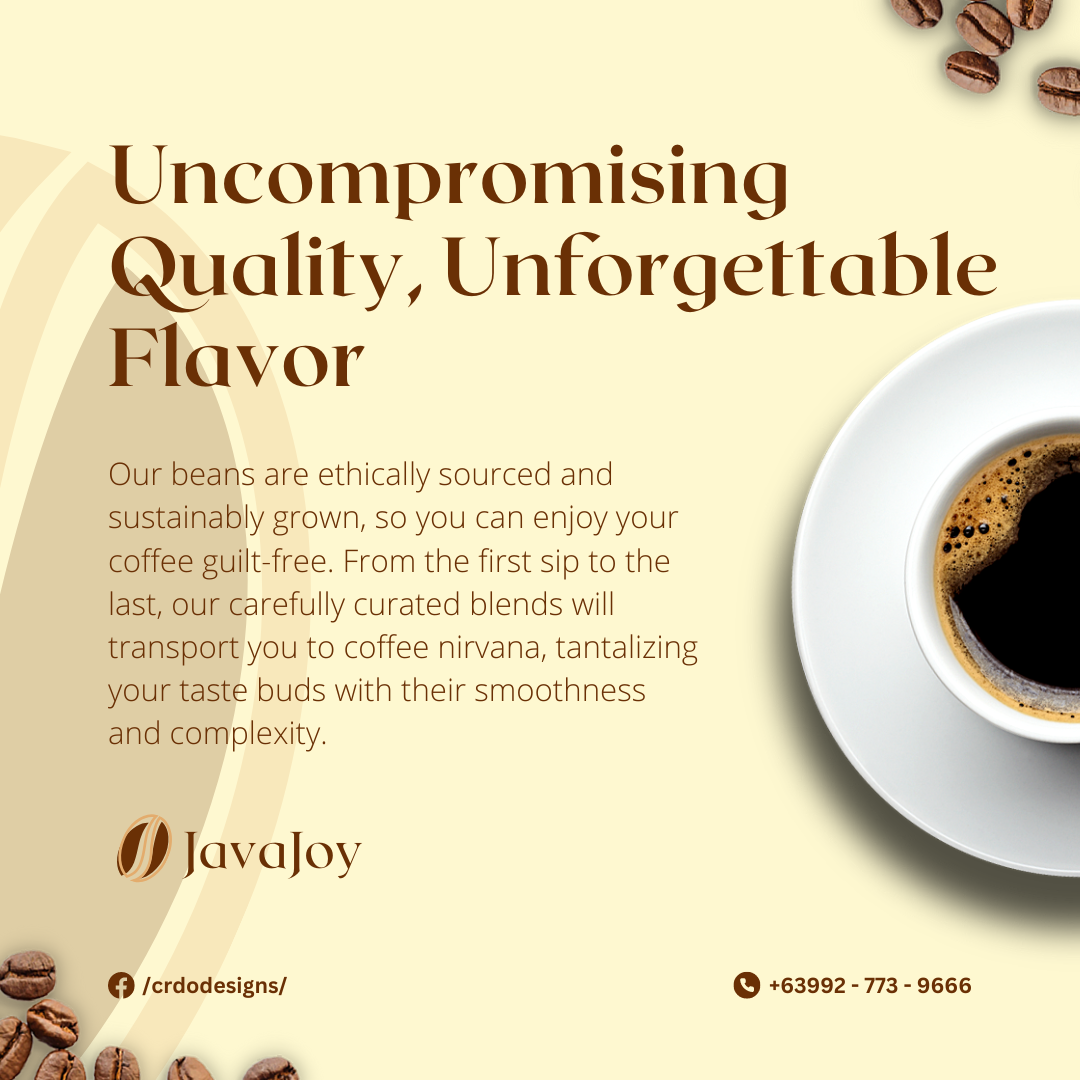 Uncompromising
Quality, Unforgettable
Flavor
Our beans are ethically sourced and
sustainably grown, so you can enjoy your
coffee guilt-free. From the first sip to the
last, our carefully curated blends will
transport you to coffee nirvana, tantalizing
your taste buds with their smoothness
and complexity.
JavaJoy
/crdodesigns/
+63992 - 773 - 9666